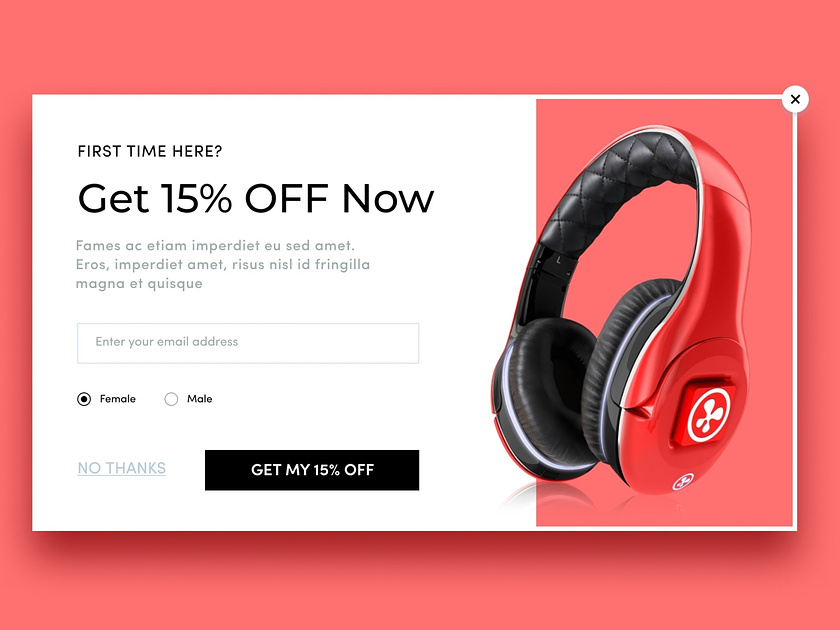 FIRST TIME HERE?
Get 15% OFF Now
Fames ac etiam imperdiet eu sed amet.
Eros, imperdiet amet, risus nisl id fringilla
magna et quisque
Enter your email address
Female Male
NO THANKS GET MY 15% OFF
L